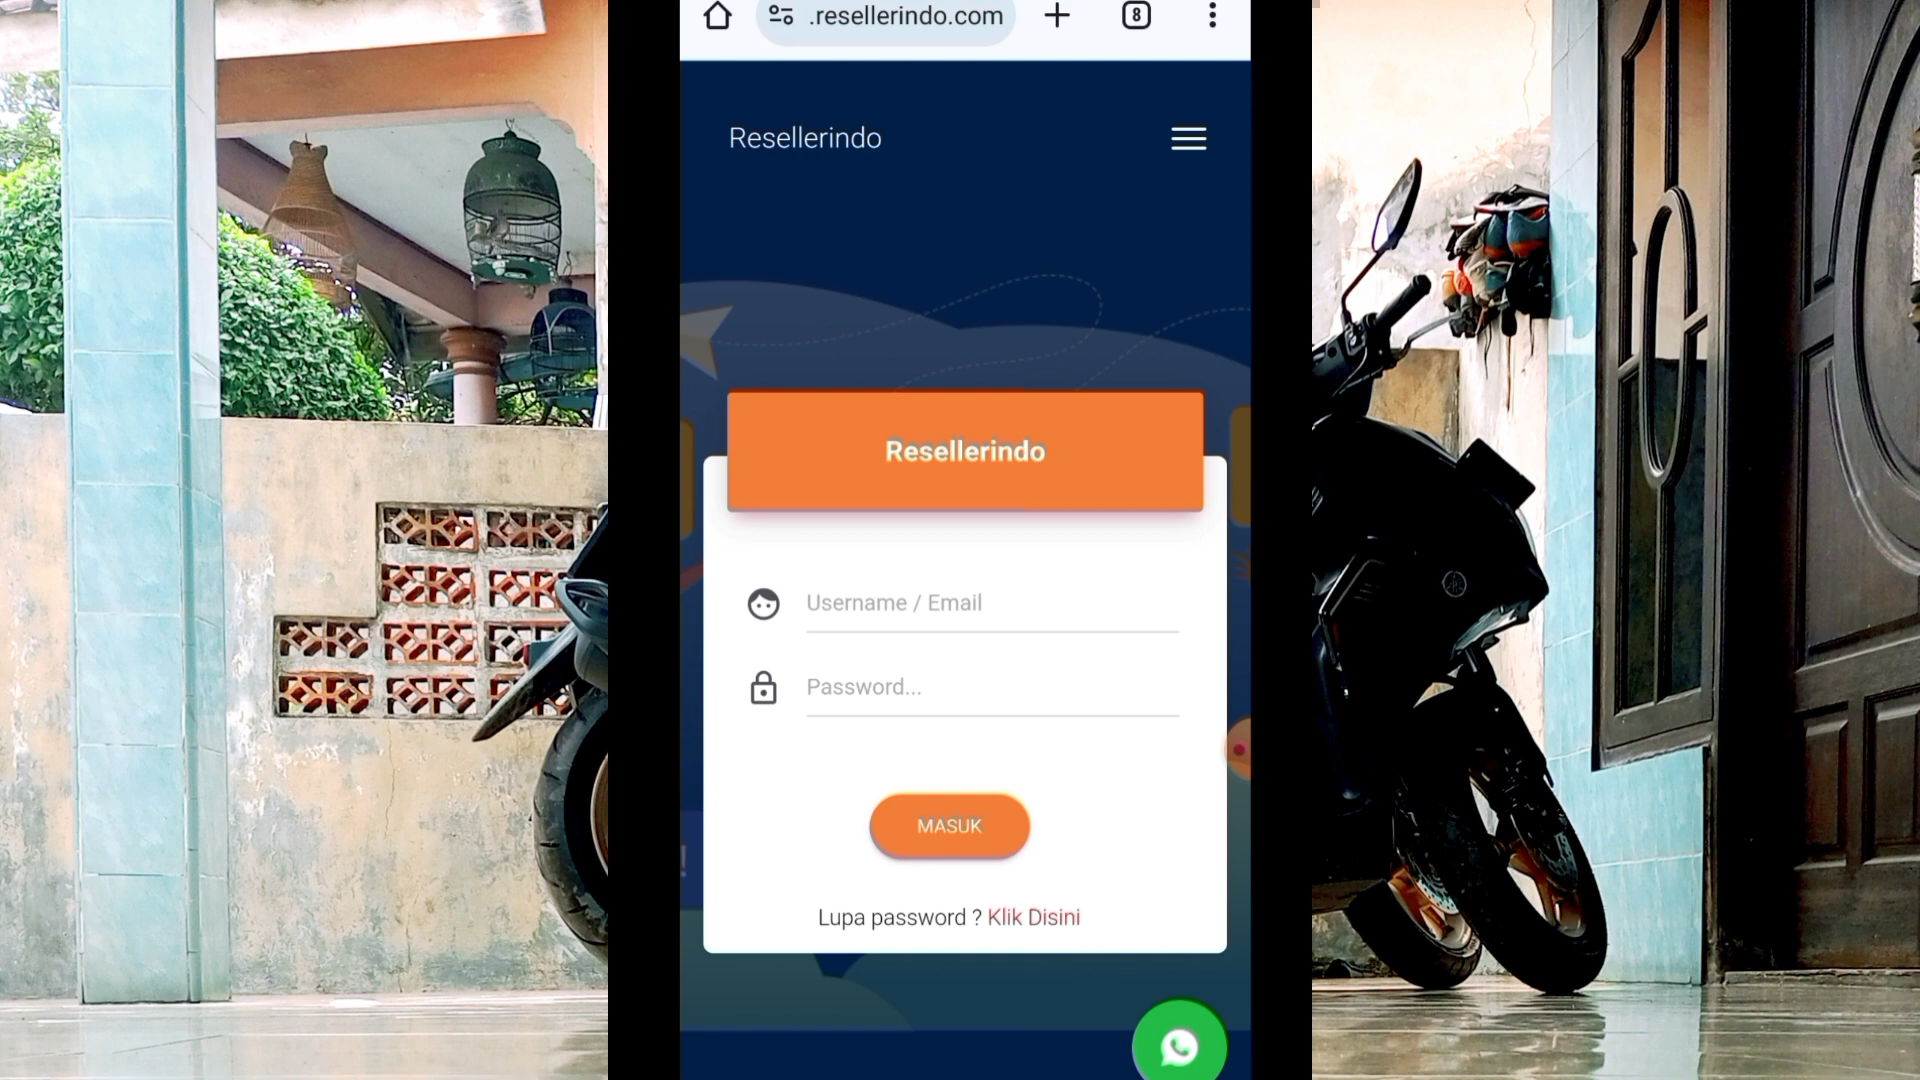 .resellerindo.com
8
Resellerindo
Resellerindo
Username / Email
Password...
MASUK
Lupa password ? Klik Disini
!